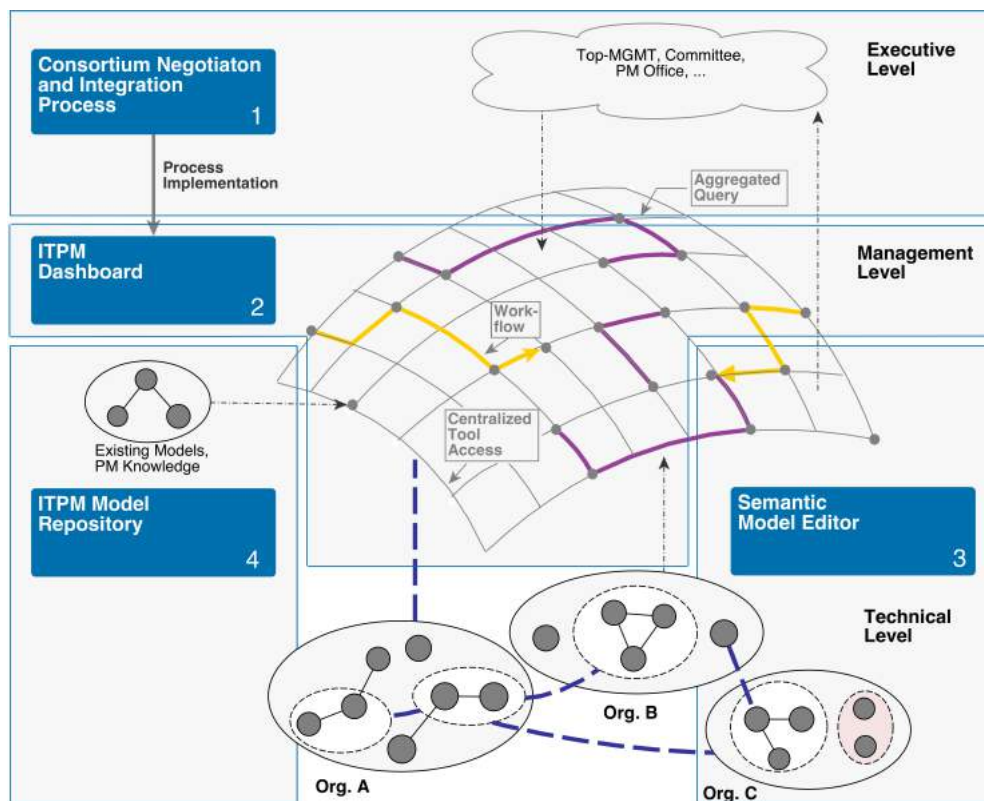 Consortium Negotiaton
and Integration
Process
1
Top-MGMT, Committee,
PM Office, ...
Executive
Level
Process
Implementation
Aggregated
Query
ITPM
Dashboard
2
Management
Level
Work-
flow
Centralized
Tool
Access
Existing Models,
PM Knowledge
ITPM Model
Repository
4
Semantic
Model Editor
3
Technical
Level
Org. A
Org. B
Org. C